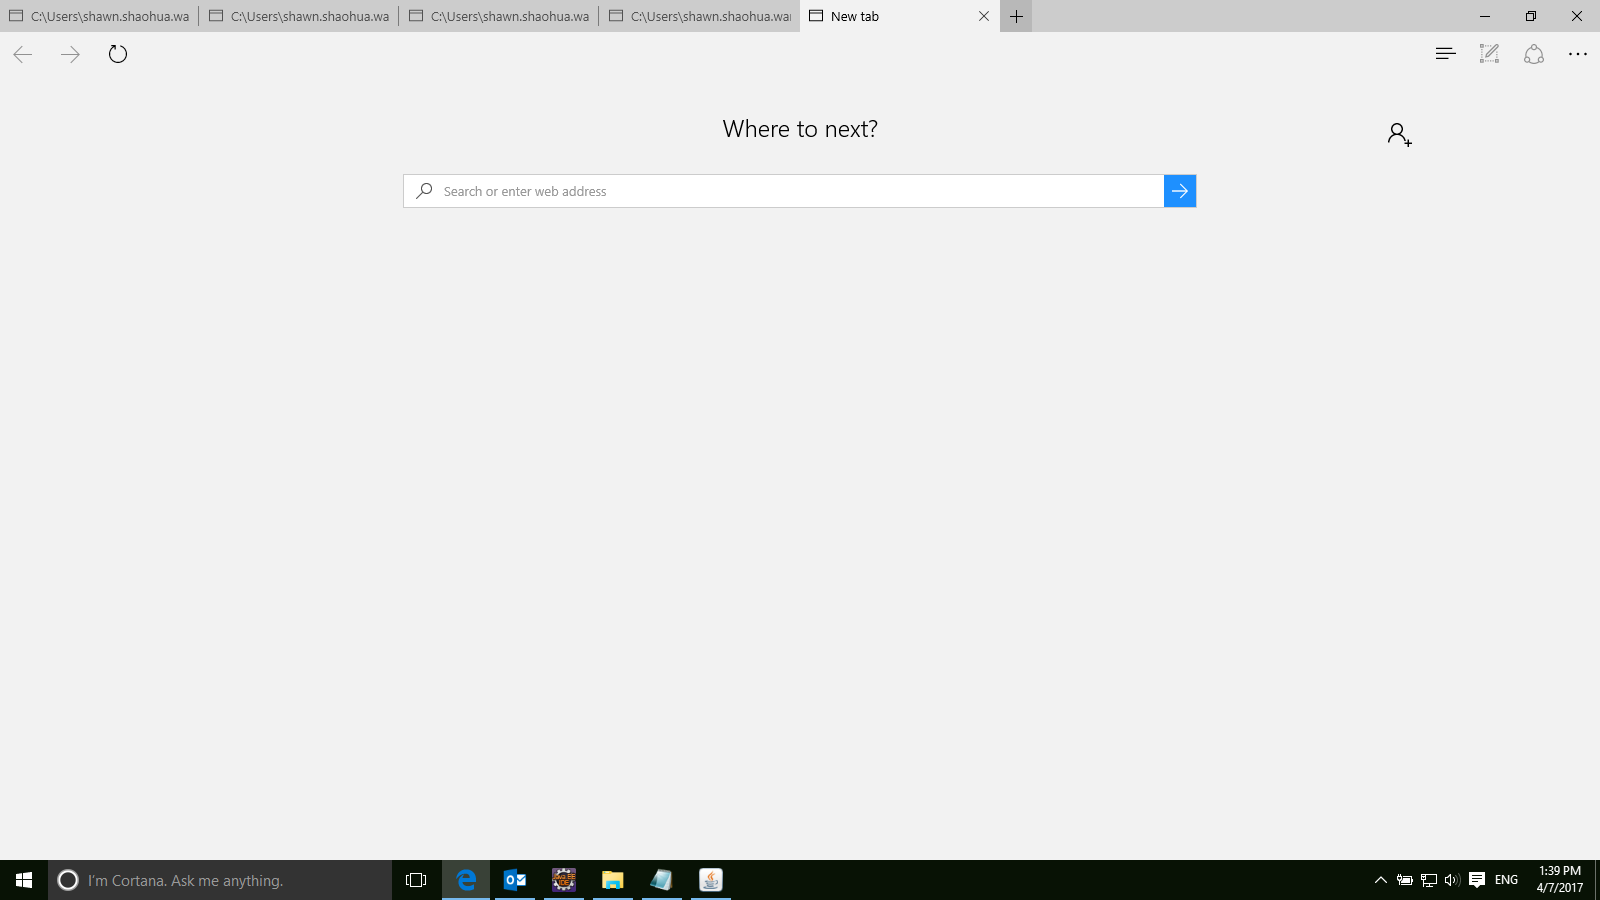 C:\Users\shawn.shaohua.wa
C:\Users\shawn.shaohua.wa
C:\Users\shawn.shaohua.wa
C:\Users\shawn.shaohua.wa
New tab
Where to next?
Search or enter web address
I'm Cortana. Ask me anything.
ENG
1:39 PM
4/7/2017